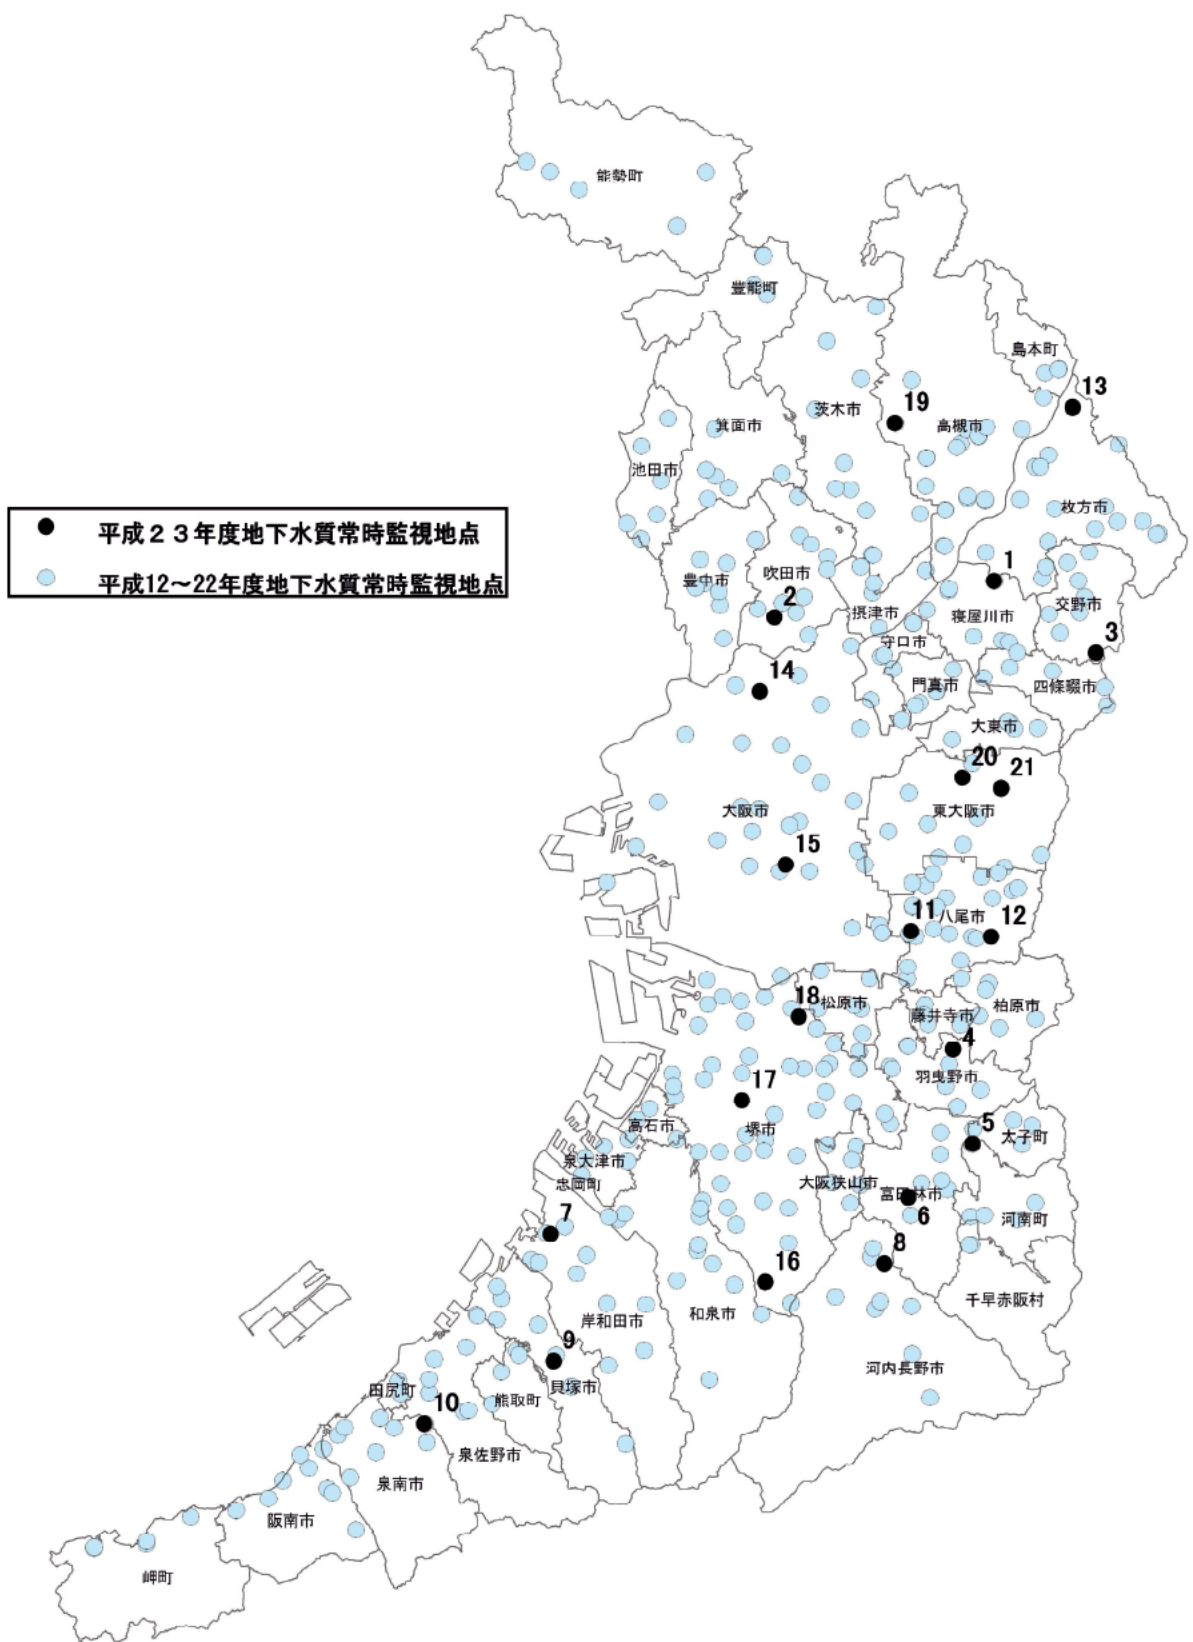 能勢町
豊能町
島本町
13
19
茨木市
高槻市
箕面市
池田市
枚方市
● 平成23年度地下水質常時監視地点
平成12～22年度地下水質常時監視地点
1
豊中市
吹田市
2
交野市
摂津市
寝屋川市
守口市
3
14
門真市
四條畷市
大東市
20
21
大阪市
東大阪市
15
11
八尾市
12
18
松原市
柏原市
藤井寺市
4
羽曳野市
17
高石市
堺市
5
太子町
泉大津市
忠岡町
大阪狭山市
富田林市
6
河南町
7
8
16
千早赤阪村
岸和田市
和泉市
9
河内長野市
田尻町
貝塚市
熊取町
10
泉佐野市
泉南市
阪南市
岬町